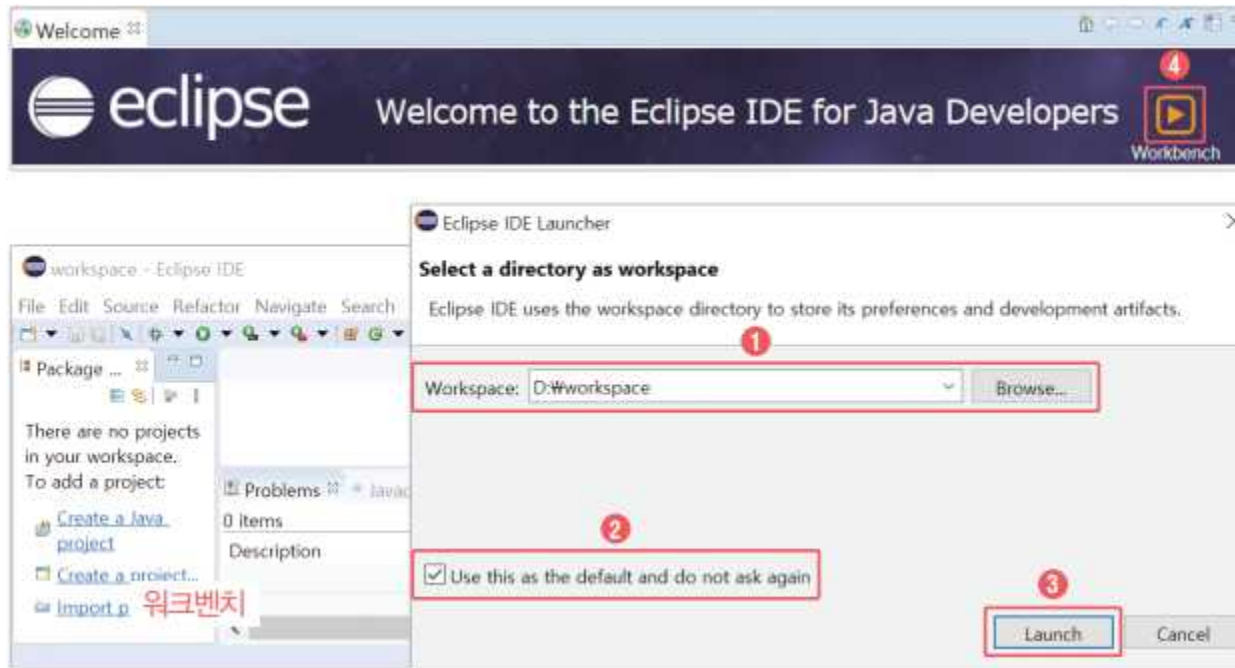 Welcome
4
eclipse
Welcome to the Eclipse IDE for Java Developers
Workbench
Eclipse IDE Launcher
Select a directory as workspace
Eclipse IDE uses the workspace directory to store its preferences and development artifacts.
1
Workspace: D:₩workspace Browse...
2
Use this as the default and do not ask again
3
Launch Cancel
workspace - Eclipse IDE
File Edit Source Refactor Navigate Search
Package ...
There are no projects
in your workspace.
To add a project:
Create a Java
project
Create a project...
Import p
워크벤치
Problems
0 items
Description